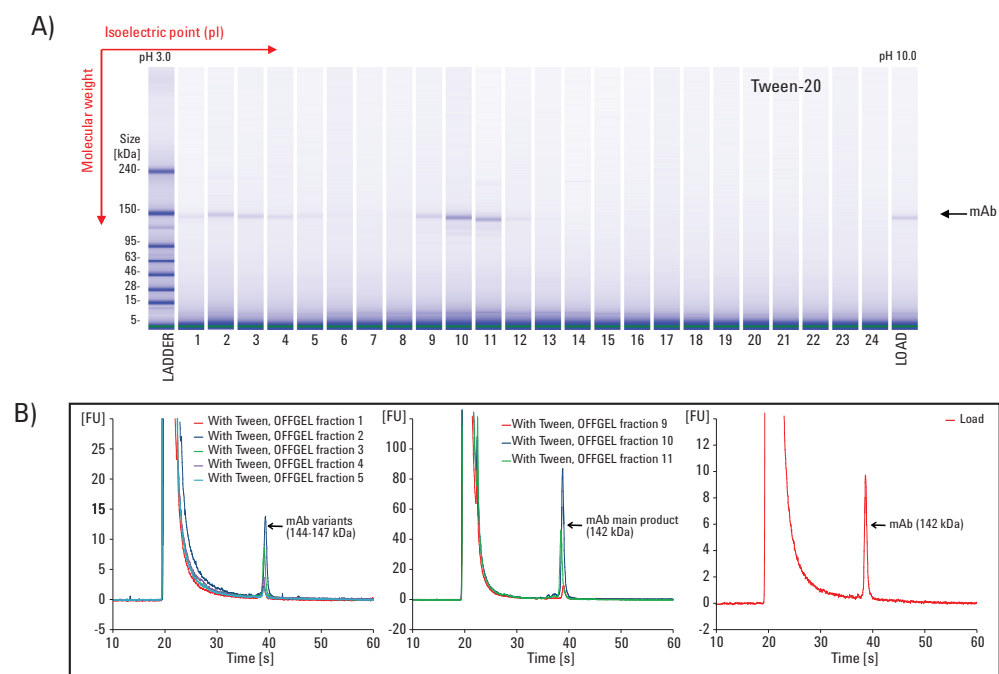 A)
Isoelectric point (pI)
pH 3.0
pH 10.0
Molecular weight
Tween-20
Size
[kDa]
240-
150-
95-
63-
46-
28-
15-
5-
mAb
LADDER 1 2 3 4 5 6 7 8 9 10 11 12 13 14 15 16 17 18 19 20 21 22 23 24 LOAD
B)
[FU]
25
20
15
10
5
0
-5
With Tween, OFFGEL fraction 1
With Tween, OFFGEL fraction 2
With Tween, OFFGEL fraction 3
With Tween, OFFGEL fraction 4
With Tween, OFFGEL fraction 5
mAb variants
(144-147 kDa)
10 20 30 40 50 60
Time [s]
[FU]
100
80
60
40
20
0
-20
With Tween, OFFGEL fraction 9
With Tween, OFFGEL fraction 10
With Tween, OFFGEL fraction 11
mAb main product
(142 kDa)
10 20 30 40 50 60
Time [s]
[FU]
12
10
8
6
4
2
0
-2
Load
mAb (142 kDa)
10 20 30 40 50 60
Time [s]